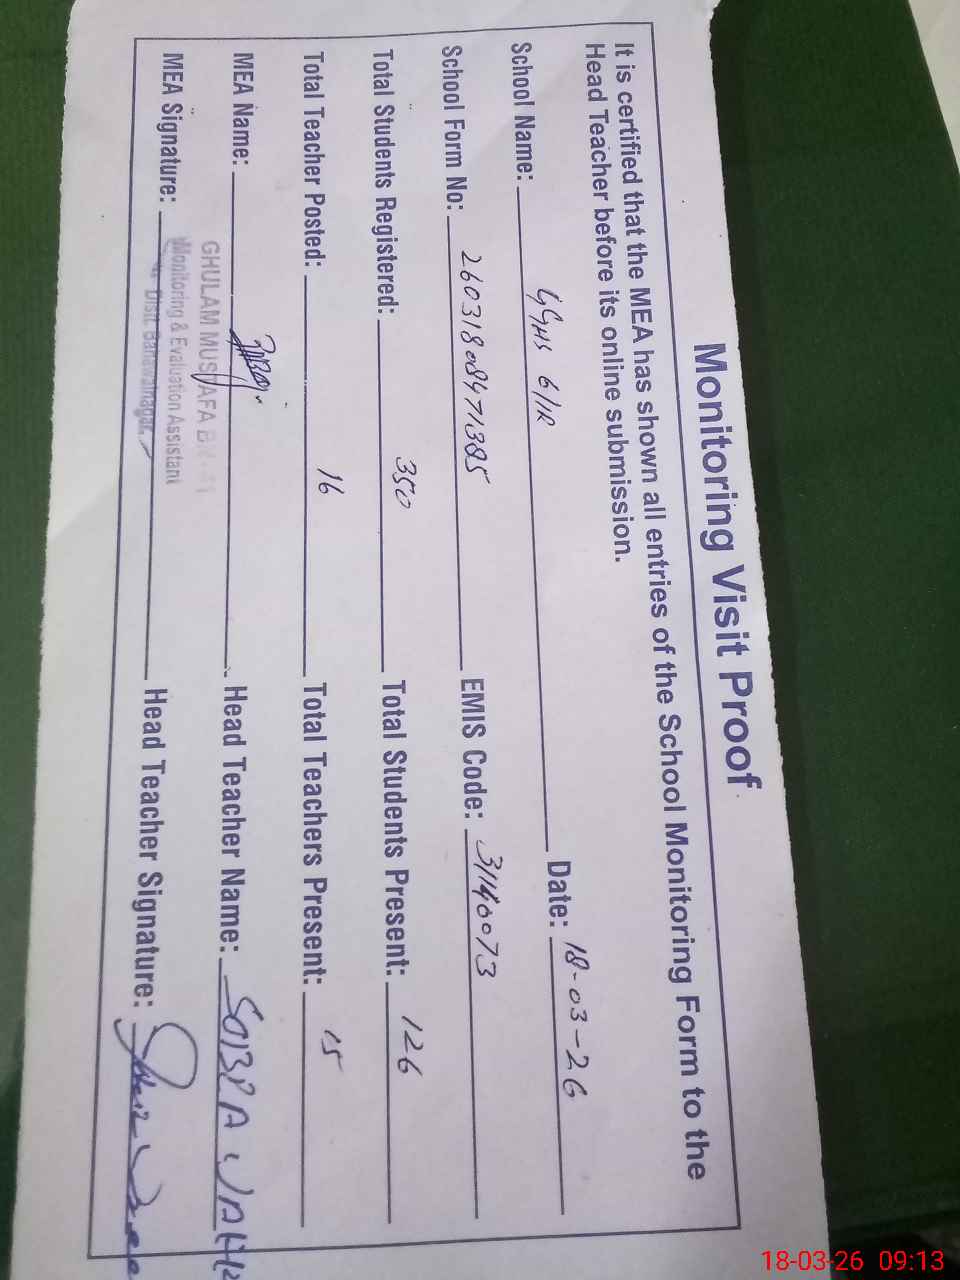 Monitoring Visit Proof
It is certified that the MEA has shown all entries of the School Monitoring Form to the
Head Teacher before its online submission.
School Name: GGHS 6/1R Date: 18-03-26
School Form No: 26031808471385 EMIS Code: 31140073
Total Students Registered: 350 Total Students Present: 126
Total Teacher Posted: 16 Total Teachers Present: 15
MEA Name: Head Teacher Name:
GHULAM MUSTAFA
MEA Signature: Head Teacher Signature:
Monitoring & Evaluation Assistant
Distt. Bahawalnagar.
18-03-26 09:13